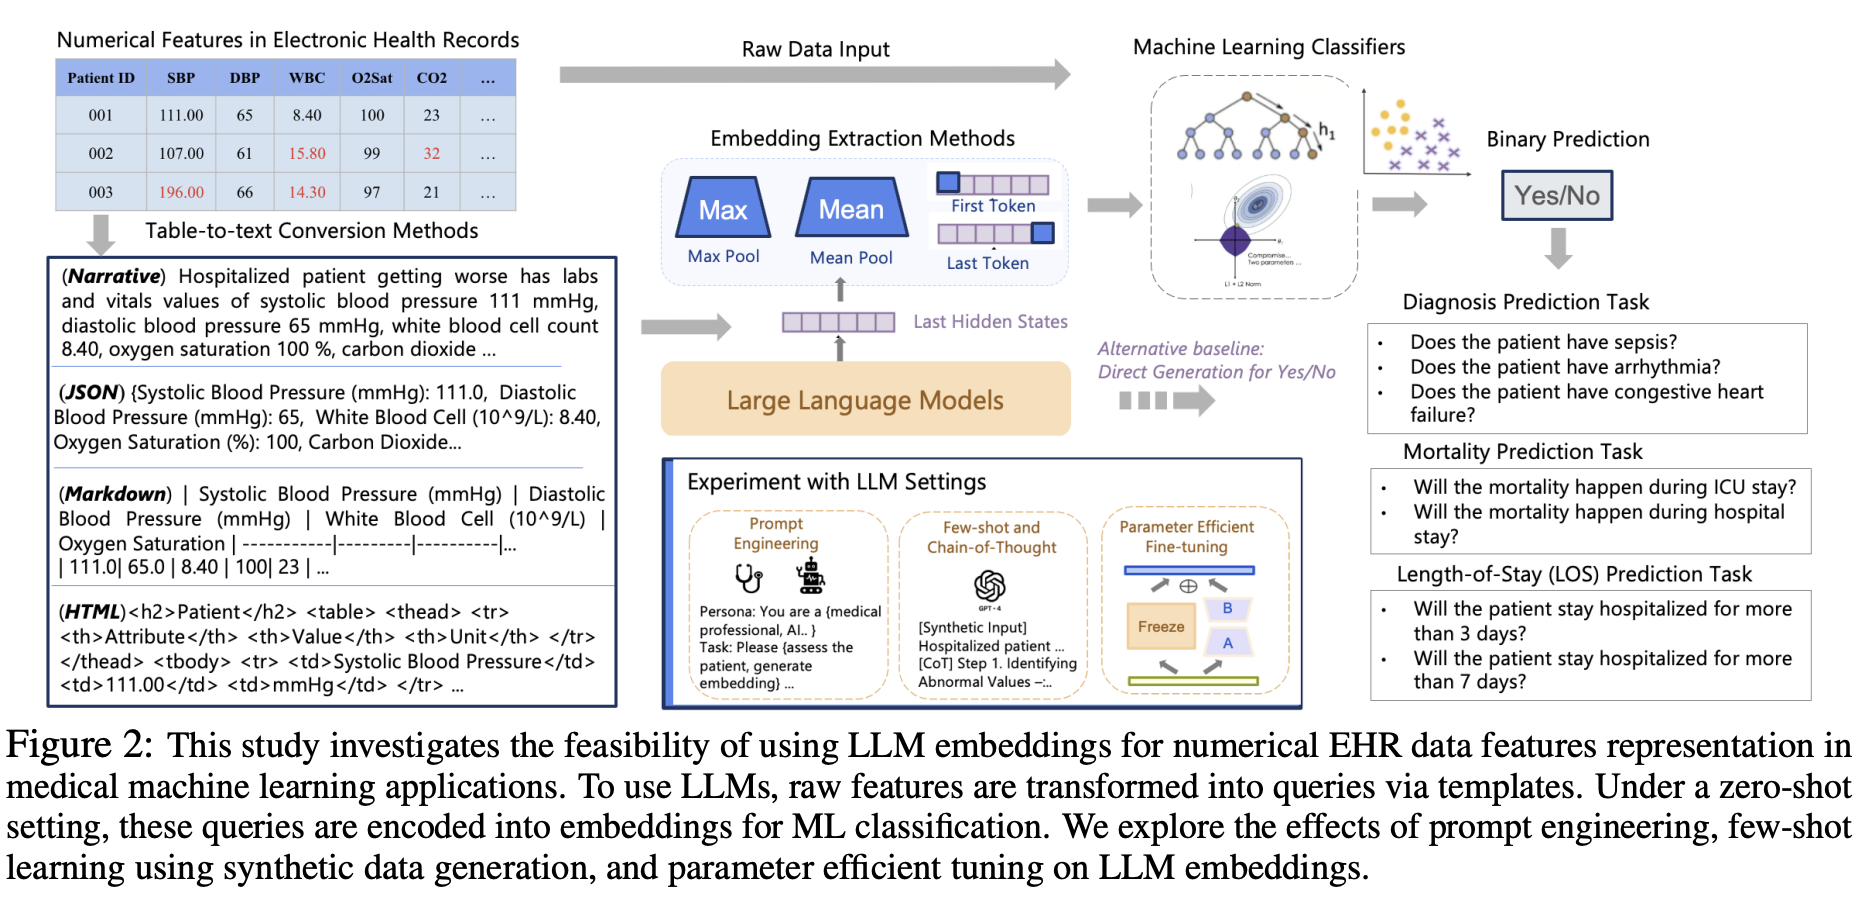 Numerical Features in Electronic Health Records
Patient ID SBP DBP WBC O2Sat CO2 ...
001 111.00 65 8.40 100 23 ...
002 107.00 61 15.80 99 32 ...
003 196.00 66 14.30 97 21 ...
Table-to-text Conversion Methods
(Narrative) Hospitalized patient getting worse has labs
and vitals values of systolic blood pressure 111 mmHg,
diastolic blood pressure 65 mmHg, white blood cell count
8.40, oxygen saturation 100 %, carbon dioxide ...
(JSON) {Systolic Blood Pressure (mmHg): 111.0, Diastolic
Blood Pressure (mmHg): 65, White Blood Cell (10^9/L): 8.40,
Oxygen Saturation (%): 100, Carbon Dioxide...
(Markdown) | Systolic Blood Pressure (mmHg) | Diastolic
Blood Pressure (mmHg) | White Blood Cell (10^9/L) |
Oxygen Saturation | -----------|---------|----------|...
| 111.0| 65.0 | 8.40 | 100| 23 | ...
(HTML)<h2>Patient</h2> <table> <thead> <tr>
<th>Attribute</th> <th>Value</th> <th>Unit</th> </tr>
</thead> <tbody> <tr> <td>Systolic Blood Pressure</td>
<td>111.00</td> <td>mmHg</td> </tr> ...
Raw Data Input
Embedding Extraction Methods
Max
Max Pool
Mean
Mean Pool
First Token
Last Token
Last Hidden States
Large Language Models
Alternative baseline:
Direct Generation for Yes/No
Experiment with LLM Settings
Prompt
Engineering
Persona: You are a {medical
professional, AI.. }
Task: Please {assess the
patient, generate
embedding} ...
Few-shot and
Chain-of-Thought
GPT-4
[Synthetic Input]
Hospitalized patient ...
[CoT] Step 1. Identifying
Abnormal Values –:..
Parameter Efficient
Fine-tuning
Freeze
B
A
Machine Learning Classifiers
h1
Compromise...
Two parameters ...
L1 + L2 Norm
Binary Prediction
Yes/No
Diagnosis Prediction Task
• Does the patient have sepsis?
• Does the patient have arrhythmia?
• Does the patient have congestive heart
failure?
Mortality Prediction Task
• Will the mortality happen during ICU stay?
• Will the mortality happen during hospital
stay?
Length-of-Stay (LOS) Prediction Task
• Will the patient stay hospitalized for more
than 3 days?
• Will the patient stay hospitalized for more
than 7 days?
Figure 2: This study investigates the feasibility of using LLM embeddings for numerical EHR data features representation in
medical machine learning applications. To use LLMs, raw features are transformed into queries via templates. Under a zero-shot
setting, these queries are encoded into embeddings for ML classification. We explore the effects of prompt engineering, few-shot
learning using synthetic data generation, and parameter efficient tuning on LLM embeddings.